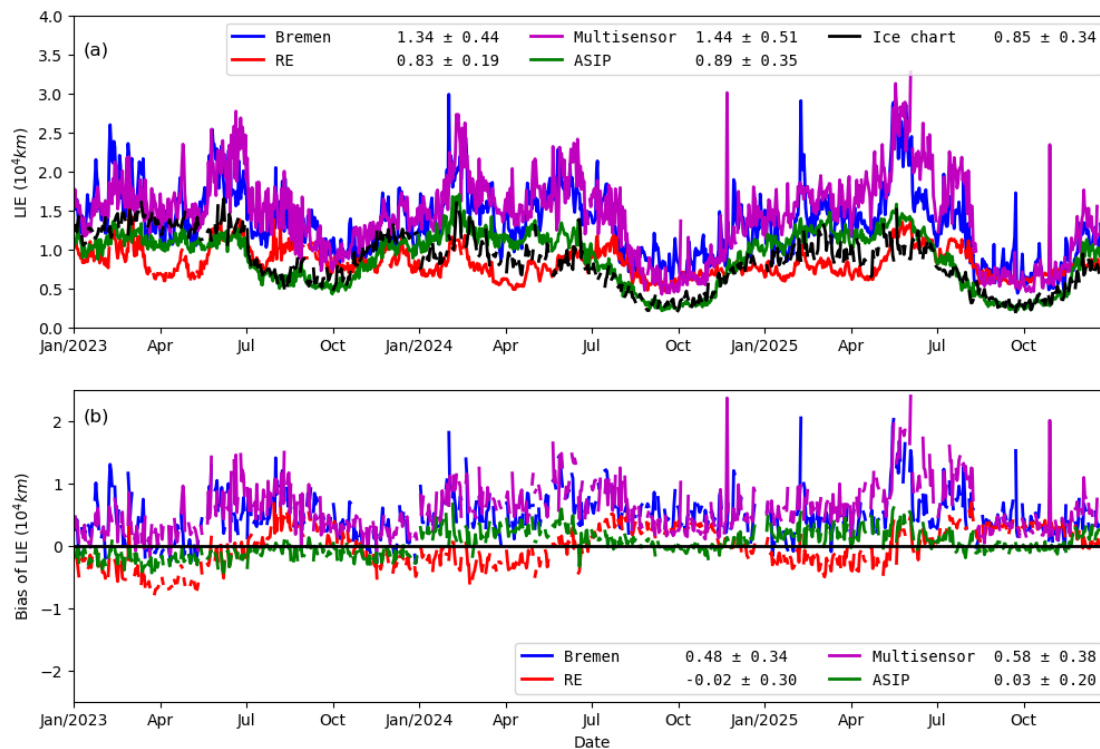 4.0
(a)
Bremen 1.34 ± 0.44 Multisensor 1.44 ± 0.51 Ice chart 0.85 ± 0.34
RE 0.83 ± 0.19 ASIP 0.89 ± 0.35
3.5
3.0
2.5
2.0
1.5
1.0
0.5
0.0
LIE (10⁴km)
Jan/2023 Apr Jul Oct Jan/2024 Apr Jul Oct Jan/2025 Apr Jul Oct
(b)
2
1
0
−1
−2
Bias of LIE (10⁴km)
Bremen 0.48 ± 0.34 Multisensor 0.58 ± 0.38
RE -0.02 ± 0.30 ASIP 0.03 ± 0.20
Jan/2023 Apr Jul Oct Jan/2024 Apr Jul Oct Jan/2025 Apr Jul Oct
Date